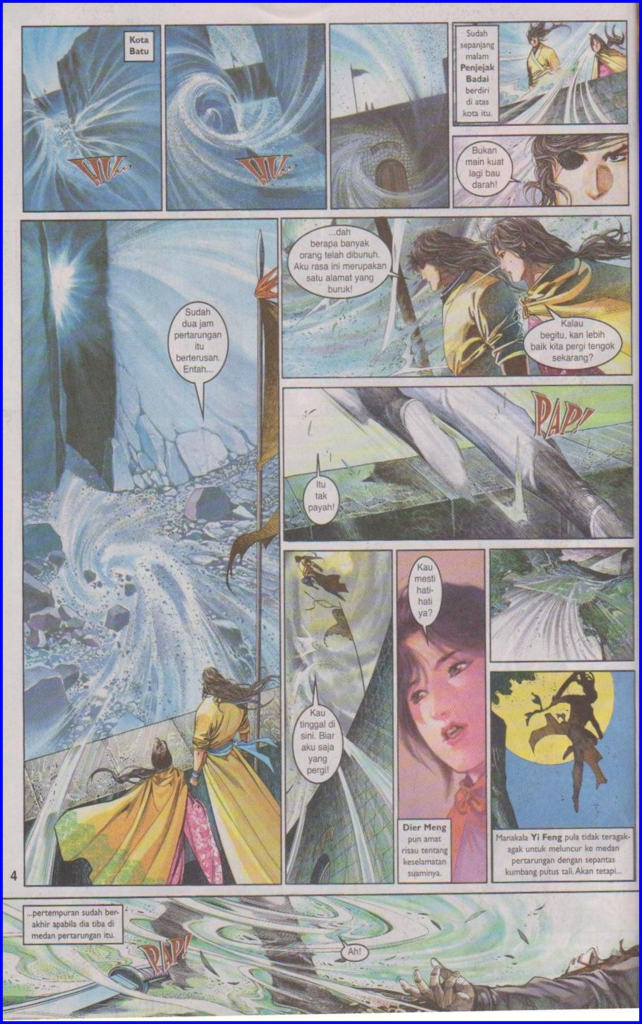 Kota
Batu
HUU...
HUU...
Sudah
sepanjang
malam
Penjejak
Badai
berdiri
di atas
kota itu.
Bukan
main kuat
lagi bau
darah!
Sudah
dua jam
pertarungan
itu
berterusan.
Entah...
...dah
berapa banyak
orang telah dibunuh.
Aku rasa ini merupakan
satu alamat yang
buruk!
Kalau
begitu, kan lebih
baik kita pergi tengok
sekarang?
PAP!
Itu
tak
payah!
Kau
tinggal di
sini. Biar
aku saja
yang
pergi!
Kau
mesti
hati-
hati
ya?
Dier Meng
pun amat
risau tentang
keselamatan
suaminya.
Manakala Yi Feng pula tidak teragak-
agak untuk meluncur ke medan
pertarungan dengan sepantas
kumbang putus tali. Akan tetapi...
4
...pertempuran sudah ber-
akhir apabila dia tiba di
medan pertarungan itu.
PAP!
Ah!